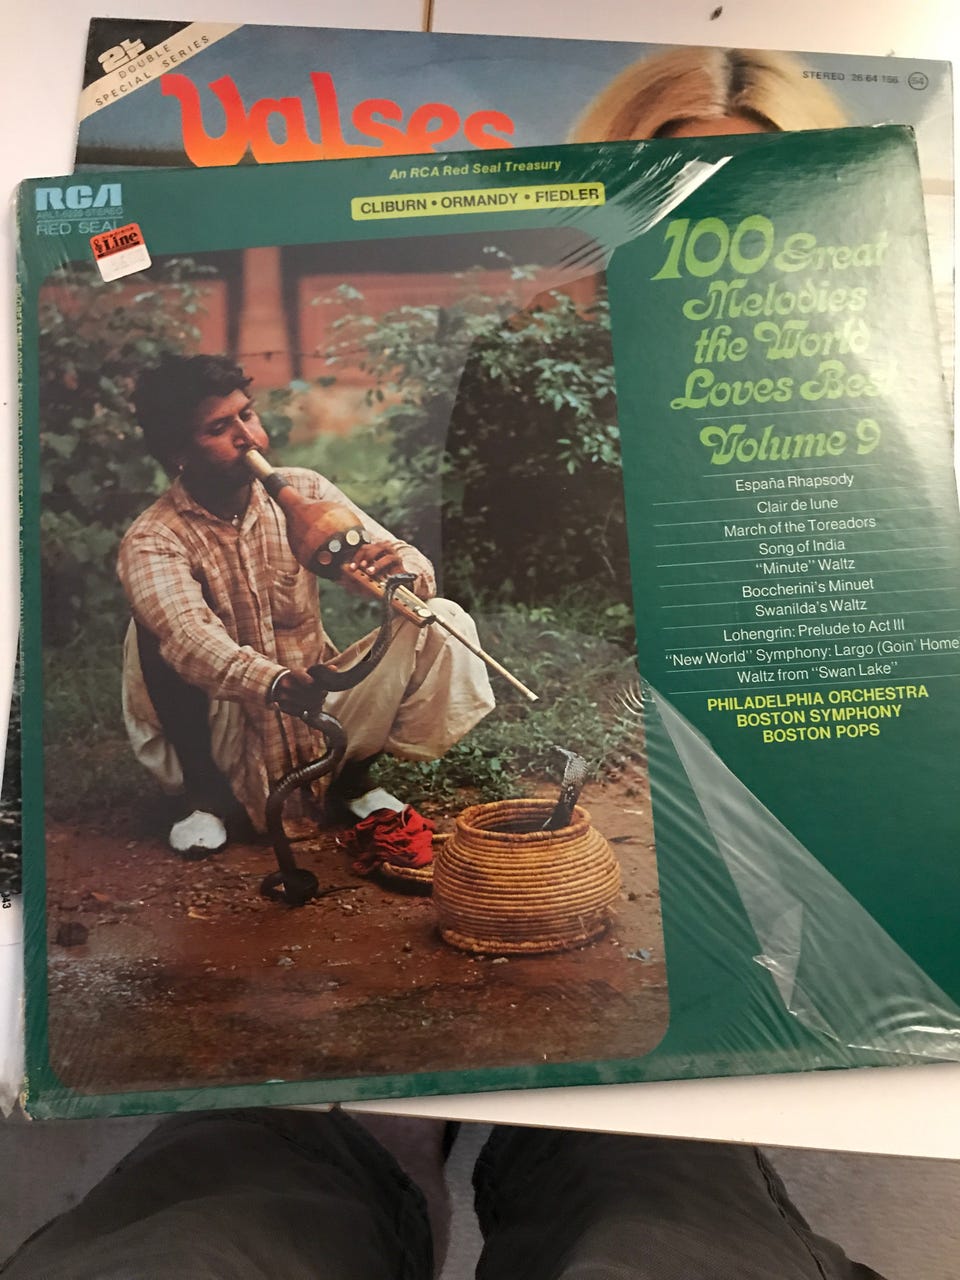 2LP
DOUBLE
SPECIAL SERIES
Valses
STEREO 26 64 166
RCA
STEREO
RED SEAL
Line
An RCA Red Seal Treasury
CLIBURN • ORMANDY • FIEDLER
100 Great
Melodies
the World
Loves Best
Volume 9
España Rhapsody
Clair de lune
March of the Toreadors
Song of India
"Minute" Waltz
Boccherini's Minuet
Swanilda's Waltz
Lohengrin: Prelude to Act III
"New World" Symphony: Largo (Goin' Home
Waltz from "Swan Lake"
PHILADELPHIA ORCHESTRA
BOSTON SYMPHONY
BOSTON POPS